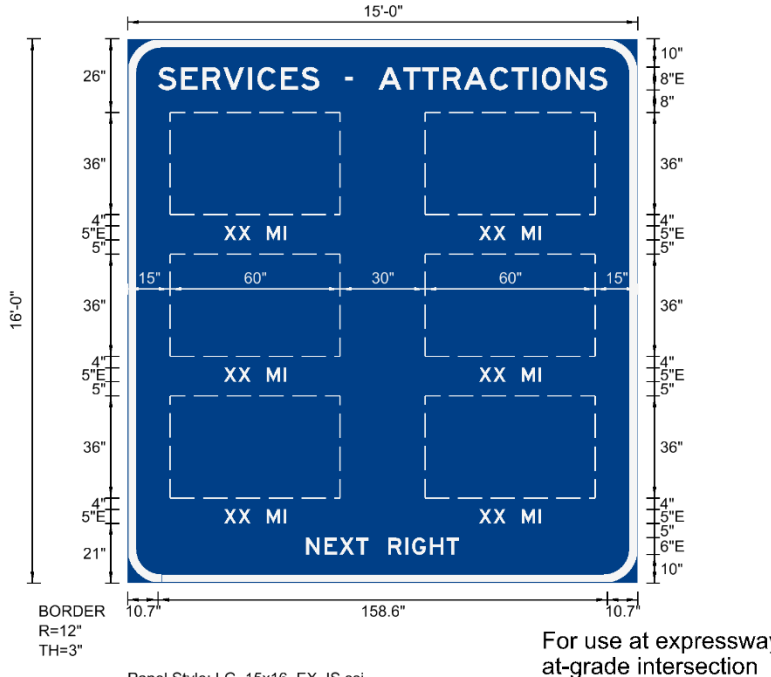 15'-0"
26" 10"
8"E
SERVICES - ATTRACTIONS
8"
36" 36"
4" 4"
5"E XX MI XX MI 5"E
5" 5"
15" 60" 30" 60" 15"
16'-0"
36" 36"
4" 4"
5"E XX MI XX MI 5"E
5" 5"
36" 36"
4" 4"
5"E XX MI XX MI 5"E
5"
21" NEXT RIGHT 6"E
10"
BORDER 10.7" 158.6" 10.7"
R=12"
TH=3"
For use at expressway
at-grade intersection